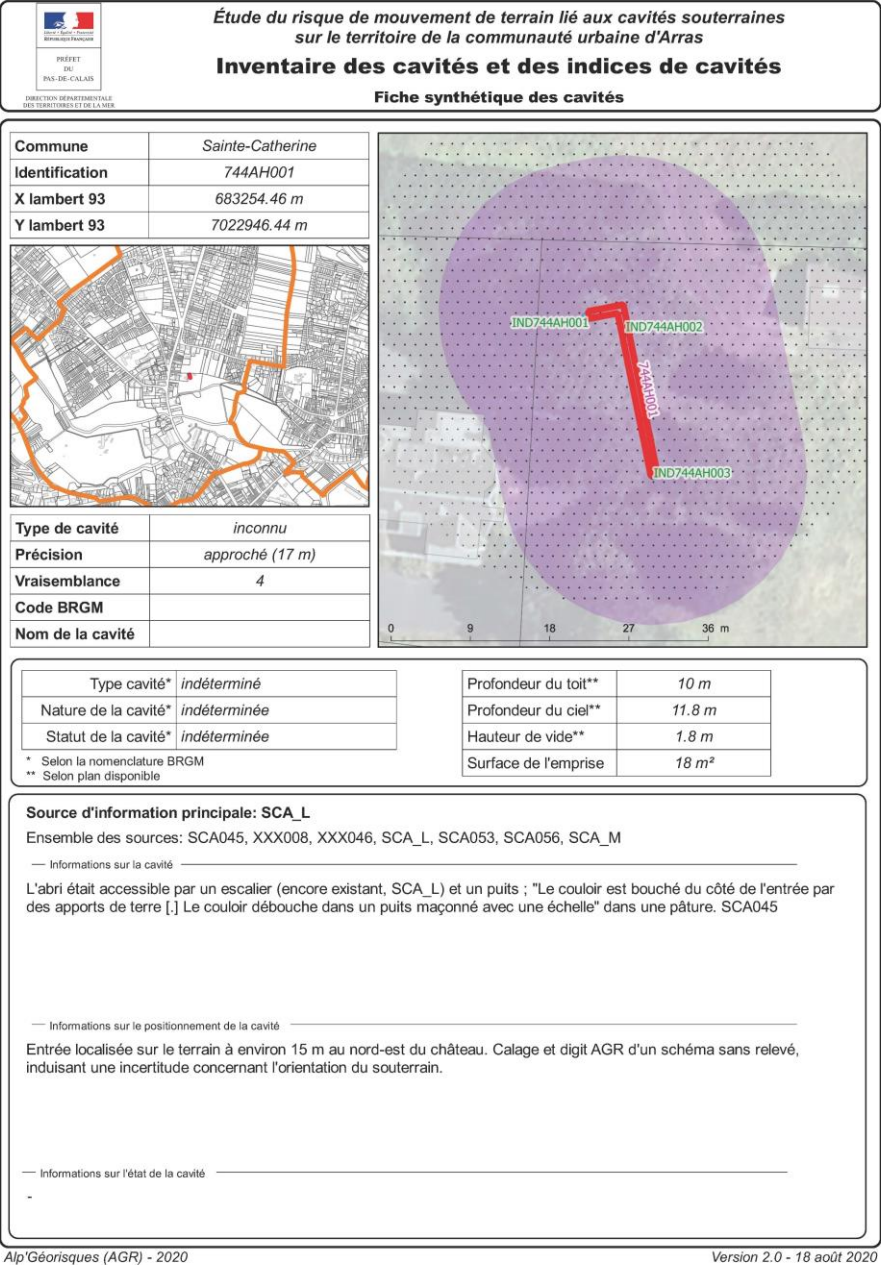 Liberté • Égalité • Fraternité
RÉPUBLIQUE FRANÇAISE
PRÉFET
DU
PAS-DE-CALAIS
DIRECTION DÉPARTEMENTALE
DES TERRITOIRES ET DE LA MER
Étude du risque de mouvement de terrain lié aux cavités souterraines
sur le territoire de la communauté urbaine d'Arras
Inventaire des cavités et des indices de cavités
Fiche synthétique des cavités
Commune Sainte-Catherine
Identification 744AH001
X lambert 93 683254.46 m
Y lambert 93 7022946.44 m
IND744AH001
IND744AH002
744AH001
IND744AH003
0 9 18 27 36 m
Type de cavité inconnu
Précision approché (17 m)
Vraisemblance 4
Code BRGM
Nom de la cavité
Type cavité* indéterminé
Nature de la cavité* indéterminée
Statut de la cavité* indéterminée
* Selon la nomenclature BRGM
** Selon plan disponible
Profondeur du toit** 10 m
Profondeur du ciel** 11.8 m
Hauteur de vide** 1.8 m
Surface de l'emprise 18 m²
Source d'information principale: SCA_L
Ensemble des sources: SCA045, XXX008, XXX046, SCA_L, SCA053, SCA056, SCA_M
Informations sur la cavité
L'abri était accessible par un escalier (encore existant, SCA_L) et un puits ; "Le couloir est bouché du côté de l'entrée par
des apports de terre [.] Le couloir débouche dans un puits maçonné avec une échelle" dans une pâture. SCA045
Informations sur le positionnement de la cavité
Entrée localisée sur le terrain à environ 15 m au nord-est du château. Calage et digit AGR d'un schéma sans relevé,
induisant une incertitude concernant l'orientation du souterrain.
Informations sur l'état de la cavité
-
Alp'Géorisques (AGR) - 2020
Version 2.0 - 18 août 2020